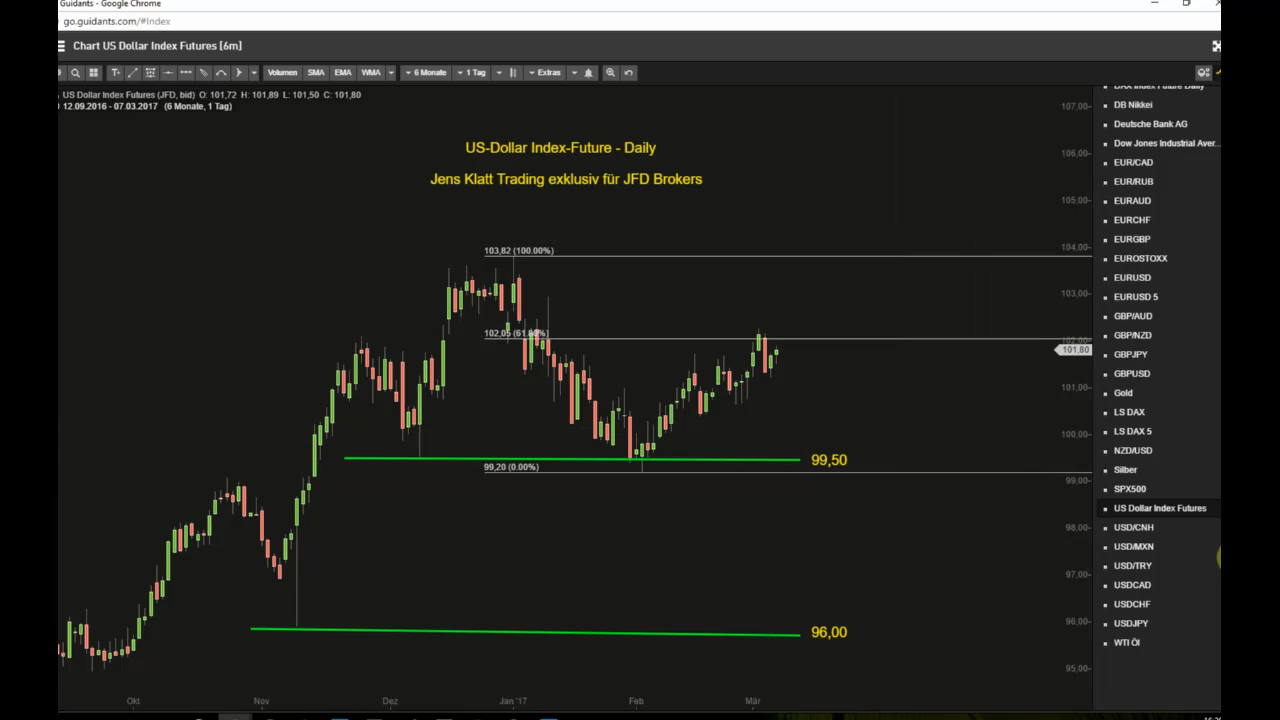 Guidants - Google Chrome
go.guidants.com/#Index
Chart US Dollar Index Futures [6m]
Volumen SMA EMA WMA 6 Monate 1 Tag Extras
US Dollar Index Futures (JFD, bid) O: 101,72 H: 101,89 L: 101,50 C: 101,80
12.09.2016 - 07.03.2017 (6 Monate, 1 Tag)
US-Dollar Index-Future - Daily
Jens Klatt Trading exklusiv für JFD Brokers
103,82 (100.00%)
102,05 (61.80%)
99,50
99,20 (0.00%)
96,00
107,00
106,00
105,00
104,00
103,00
102,00
101,80
101,00
100,00
99,00
98,00
97,00
96,00
95,00
Okt Nov Dez Jan '17 Feb Mär
DAX Index Future Daily
DB Nikkei
Deutsche Bank AG
Dow Jones Industrial Aver...
EUR/CAD
EUR/RUB
EURAUD
EURCHF
EURGBP
EUROSTOXX
EURUSD
EURUSD 5
GBP/AUD
GBP/NZD
GBPJPY
GBPUSD
Gold
LS DAX
LS DAX 5
NZD/USD
Silber
SPX500
US Dollar Index Futures
USD/CNH
USD/MXN
USD/TRY
USDCAD
USDCHF
USDJPY
WTI Öl